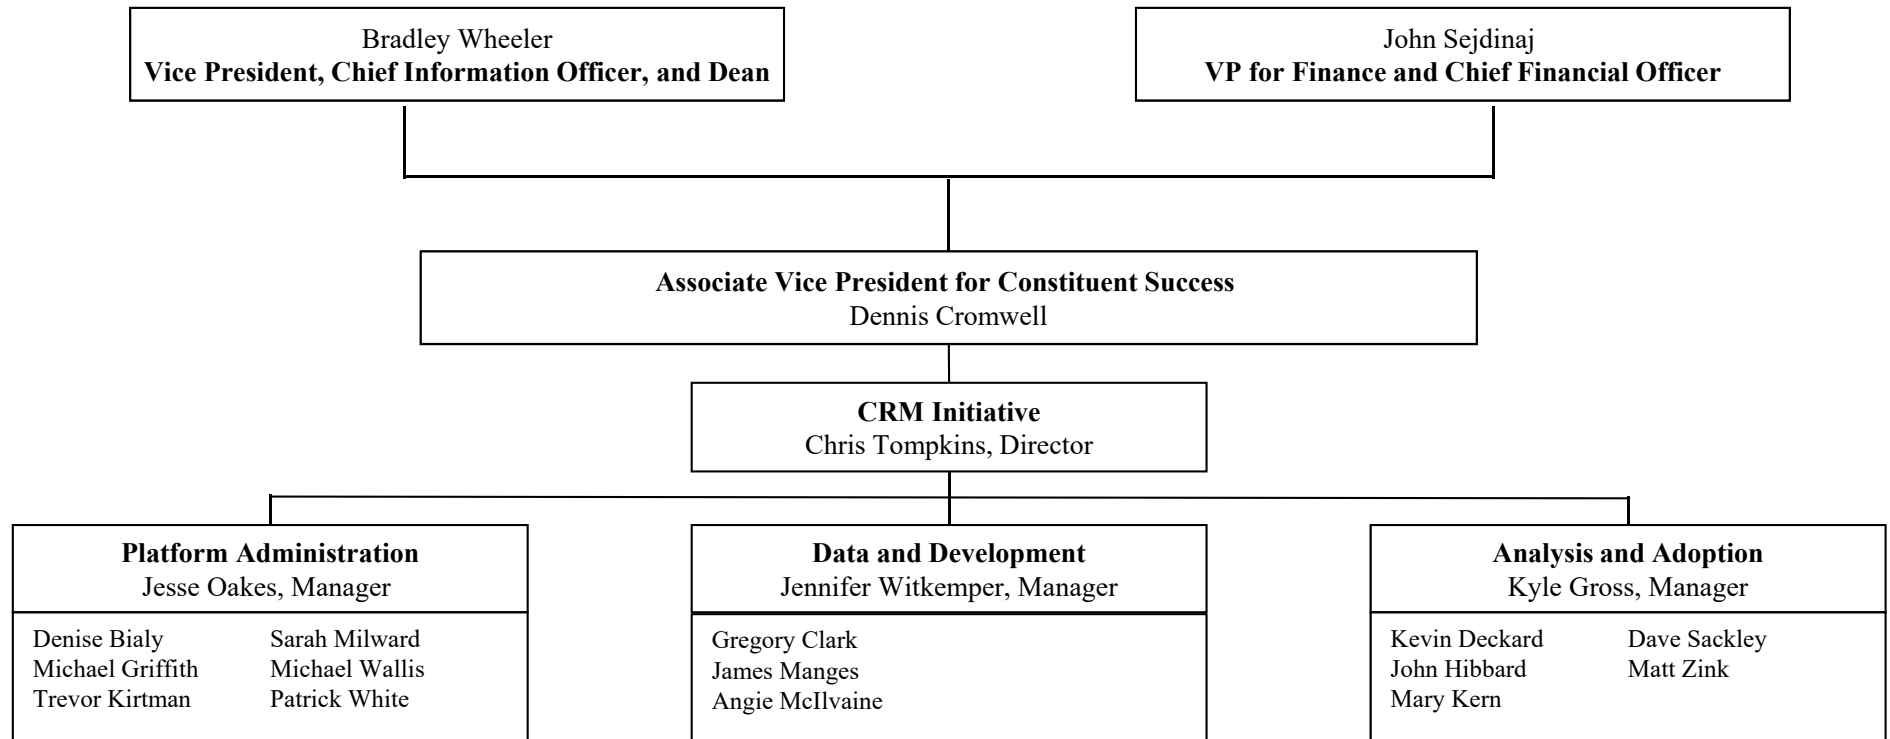 Bradley Wheeler
Vice President, Chief Information Officer, and Dean
John Sejdinaj
VP for Finance and Chief Financial Officer
Associate Vice President for Constituent Success
Dennis Cromwell
CRM Initiative
Chris Tompkins, Director
Platform Administration
Jesse Oakes, Manager
Denise Bialy
Michael Griffith
Trevor Kirtman
Sarah Milward
Michael Wallis
Patrick White
Data and Development
Jennifer Witkemper, Manager
Gregory Clark
James Manges
Angie McIlvaine
Analysis and Adoption
Kyle Gross, Manager
Kevin Deckard
John Hibbard
Mary Kern
Dave Sackley
Matt Zink